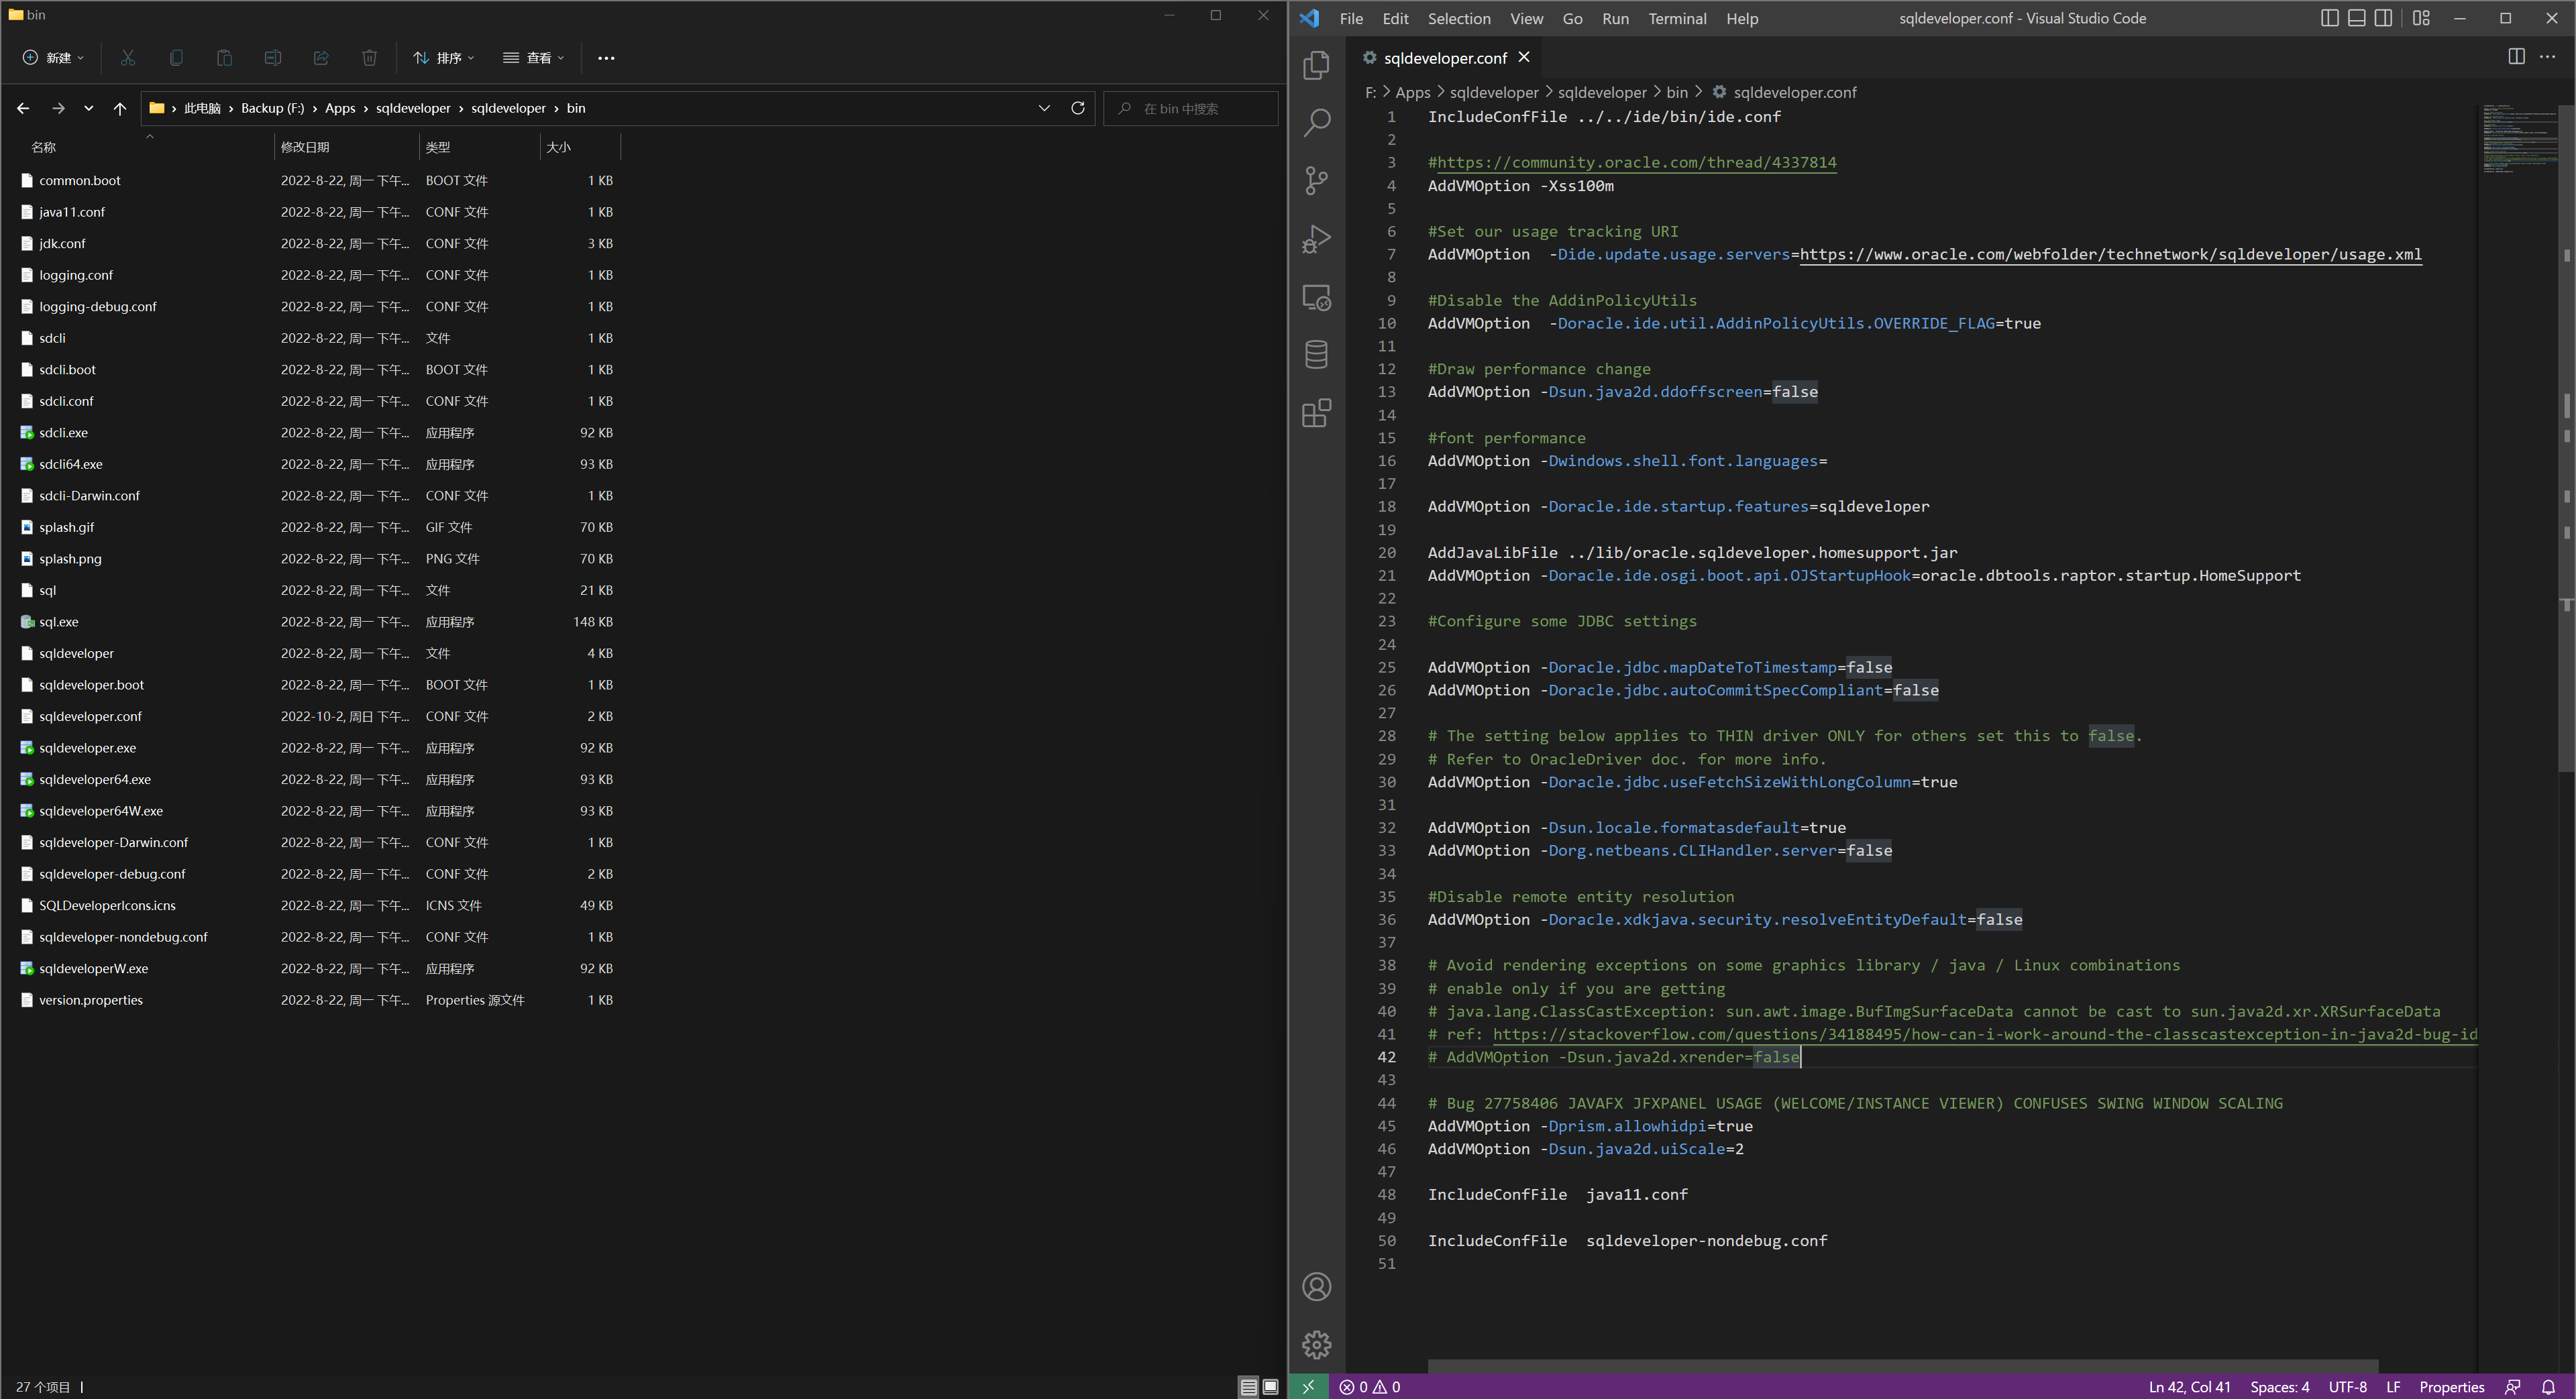 bin
新建
排序
查看
此电脑 › Backup (F:) › Apps › sqldeveloper › sqldeveloper › bin
在 bin 中搜索
名称 修改日期 类型 大小
common.boot 2022-8-22, 周一 下午... BOOT 文件 1 KB
java11.conf 2022-8-22, 周一 下午... CONF 文件 1 KB
jdk.conf 2022-8-22, 周一 下午... CONF 文件 3 KB
logging.conf 2022-8-22, 周一 下午... CONF 文件 1 KB
logging-debug.conf 2022-8-22, 周一 下午... CONF 文件 1 KB
sdcli 2022-8-22, 周一 下午... 文件 1 KB
sdcli.boot 2022-8-22, 周一 下午... BOOT 文件 1 KB
sdcli.conf 2022-8-22, 周一 下午... CONF 文件 1 KB
sdcli.exe 2022-8-22, 周一 下午... 应用程序 92 KB
sdcli64.exe 2022-8-22, 周一 下午... 应用程序 93 KB
sdcli-Darwin.conf 2022-8-22, 周一 下午... CONF 文件 1 KB
splash.gif 2022-8-22, 周一 下午... GIF 文件 70 KB
splash.png 2022-8-22, 周一 下午... PNG 文件 70 KB
sql 2022-8-22, 周一 下午... 文件 21 KB
sql.exe 2022-8-22, 周一 下午... 应用程序 148 KB
sqldeveloper 2022-8-22, 周一 下午... 文件 4 KB
sqldeveloper.boot 2022-8-22, 周一 下午... BOOT 文件 1 KB
sqldeveloper.conf 2022-10-2, 周日 下午... CONF 文件 2 KB
sqldeveloper.exe 2022-8-22, 周一 下午... 应用程序 92 KB
sqldeveloper64.exe 2022-8-22, 周一 下午... 应用程序 93 KB
sqldeveloper64W.exe 2022-8-22, 周一 下午... 应用程序 93 KB
sqldeveloper-Darwin.conf 2022-8-22, 周一 下午... CONF 文件 1 KB
sqldeveloper-debug.conf 2022-8-22, 周一 下午... CONF 文件 2 KB
SQLDeveloperIcons.icns 2022-8-22, 周一 下午... ICNS 文件 49 KB
sqldeveloper-nondebug.conf 2022-8-22, 周一 下午... CONF 文件 1 KB
sqldeveloperW.exe 2022-8-22, 周一 下午... 应用程序 92 KB
version.properties 2022-8-22, 周一 下午... Properties 源文件 1 KB
27 个项目
File Edit Selection View Go Run Terminal Help sqldeveloper.conf - Visual Studio Code
sqldeveloper.conf
F: > Apps > sqldeveloper > sqldeveloper > bin > sqldeveloper.conf
1 IncludeConfFile ../../ide/bin/ide.conf
2
3 #https://community.oracle.com/thread/4337814
4 AddVMOption -Xss100m
5
6 #Set our usage tracking URI
7 AddVMOption  -Dide.update.usage.servers=https://www.oracle.com/webfolder/technetwork/sqldeveloper/usage.xml
8
9 #Disable the AddinPolicyUtils
10 AddVMOption  -Doracle.ide.util.AddinPolicyUtils.OVERRIDE_FLAG=true
11
12 #Draw performance change
13 AddVMOption -Dsun.java2d.ddoffscreen=false
14
15 #font performance
16 AddVMOption -Dwindows.shell.font.languages=
17
18 AddVMOption -Doracle.ide.startup.features=sqldeveloper
19
20 AddJavaLibFile ../lib/oracle.sqldeveloper.homesupport.jar
21 AddVMOption -Doracle.ide.osgi.boot.api.OJStartupHook=oracle.dbtools.raptor.startup.HomeSupport
22
23 #Configure some JDBC settings
24
25 AddVMOption -Doracle.jdbc.mapDateToTimestamp=false
26 AddVMOption -Doracle.jdbc.autoCommitSpecCompliant=false
27
28 # The setting below applies to THIN driver ONLY for others set this to false.
29 # Refer to OracleDriver doc. for more info.
30 AddVMOption -Doracle.jdbc.useFetchSizeWithLongColumn=true
31
32 AddVMOption -Dsun.locale.formatasdefault=true
33 AddVMOption -Dorg.netbeans.CLIHandler.server=false
34
35 #Disable remote entity resolution
36 AddVMOption -Doracle.xdkjava.security.resolveEntityDefault=false
37
38 # Avoid rendering exceptions on some graphics library / java / Linux combinations
39 # enable only if you are getting
40 # java.lang.ClassCastException: sun.awt.image.BufImgSurfaceData cannot be cast to sun.java2d.xr.XRSurfaceData
41 # ref: https://stackoverflow.com/questions/34188495/how-can-i-work-around-the-classcastexception-in-java2d-bug-id
42 # AddVMOption -Dsun.java2d.xrender=false
43
44 # Bug 27758406 JAVAFX JFXPANEL USAGE (WELCOME/INSTANCE VIEWER) CONFUSES SWING WINDOW SCALING
45 AddVMOption -Dprism.allowhidpi=true
46 AddVMOption -Dsun.java2d.uiScale=2
47
48 IncludeConfFile  java11.conf
49
50 IncludeConfFile  sqldeveloper-nondebug.conf
51
0 0 Ln 42, Col 41 Spaces: 4 UTF-8 LF Properties